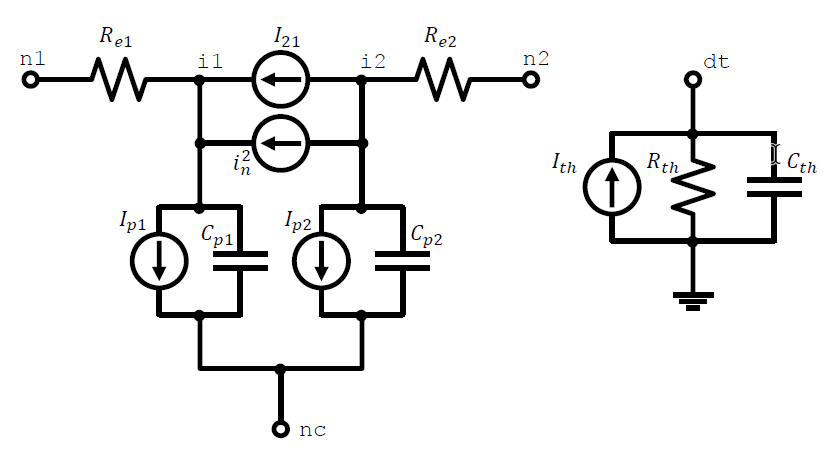 R_{e1}
I_{21}
R_{e2}
n1
i1
i2
n2
dt
i_n^2
I_{th}
R_{th}
C_{th}
I_{p1}
C_{p1}
I_{p2}
C_{p2}
nc